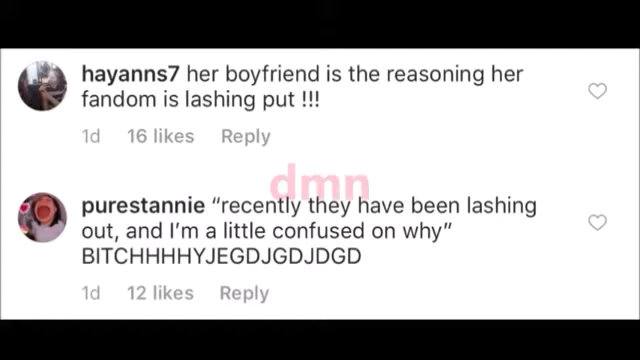 hayanns7 her boyfriend is the reasoning her
fandom is lashing put !!!
1d 16 likes Reply
dmn
purestannie “recently they have been lashing
out, and I’m a little confused on why”
BITCHHHHYJEGDJGDJDGD
1d 12 likes Reply